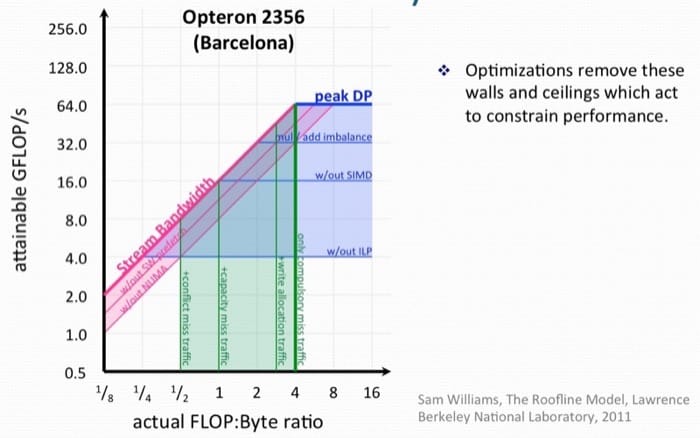 Opteron 2356
(Barcelona)
attainable GFLOP/s
256.0
128.0
64.0
32.0
16.0
8.0
4.0
2.0
1.0
0.5
peak DP
mul / add imbalance
w/out SIMD
w/out ILP
Stream Bandwidth
w/out SW prefetch
w/out NUMA
+conflict miss traffic
+capacity miss traffic
+write allocation traffic
only compulsory miss traffic
1/8 1/4 1/2 1 2 4 8 16
actual FLOP:Byte ratio
❖ Optimizations remove these
walls and ceilings which act
to constrain performance.
Sam Williams, The Roofline Model, Lawrence
Berkeley National Laboratory, 2011